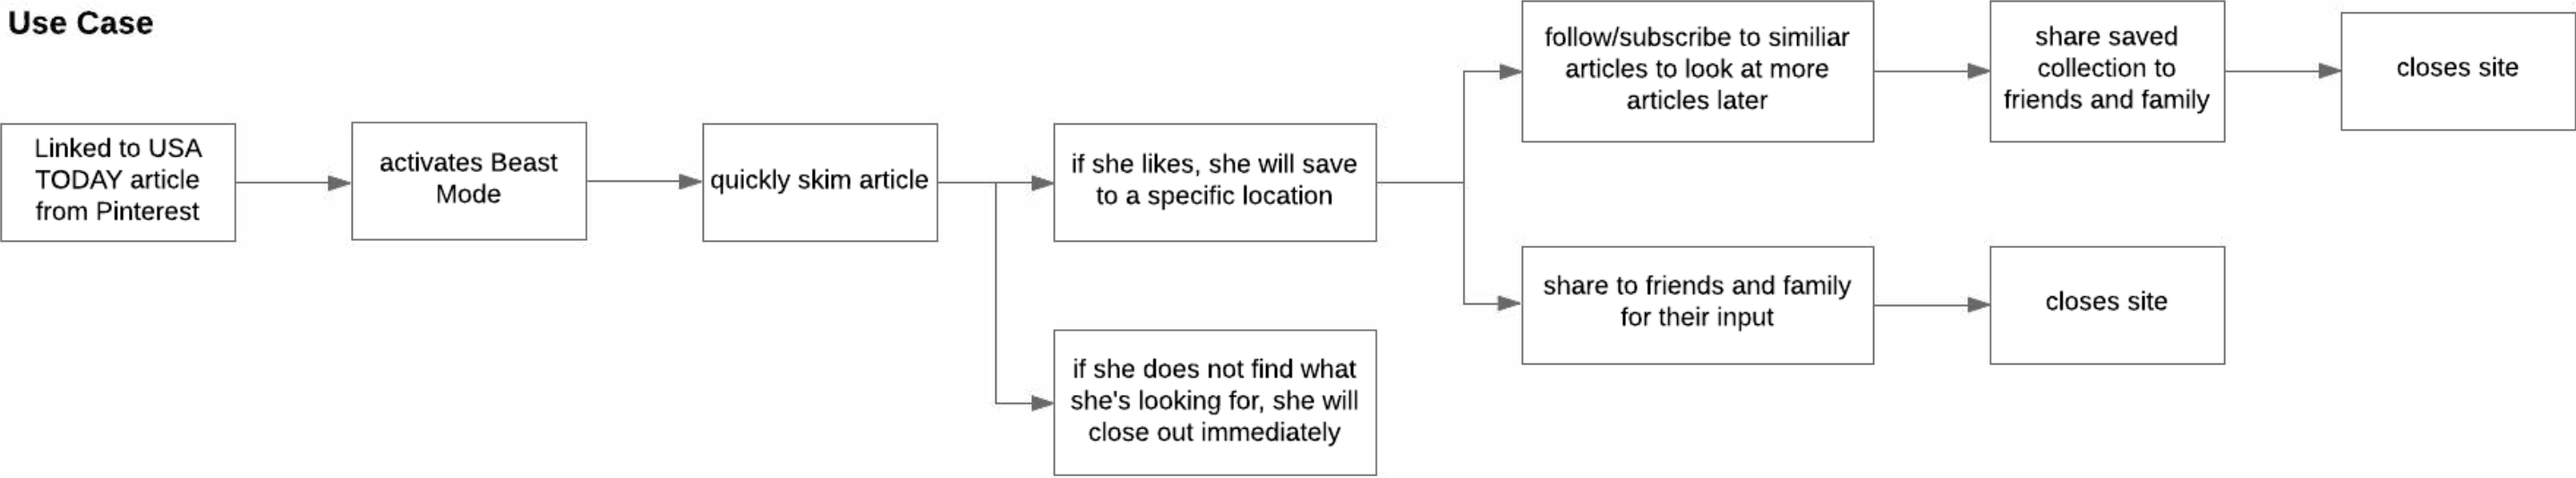 Use Case
Linked to USA
TODAY article
from Pinterest
activates Beast
Mode
quickly skim article
if she likes, she will save
to a specific location
if she does not find what
she's looking for, she will
close out immediately
follow/subscribe to similiar
articles to look at more
articles later
share saved
collection to
friends and family
closes site
share to friends and family
for their input
closes site